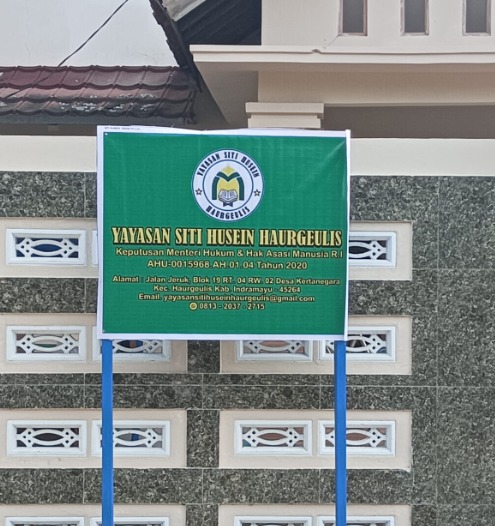 YAYASAN SITI HUSEIN
HAURGEULIS
YAYASAN SITI HUSEIN HAURGEULIS
Keputusan Menteri Hukum & Hak Asasi Manusia R.I
AHU-0015968-AH-01-04 Tahun 2020
Alamat : Jalan Jeruk Blok 19 RT. 04 RW. 02 Desa Kertanegara
Kec. Haurgeulis Kab. Indramayu - 45264
Email. yayasansitihuseinhaurgeulis@gmail.com
0813 - 2037 - 2715